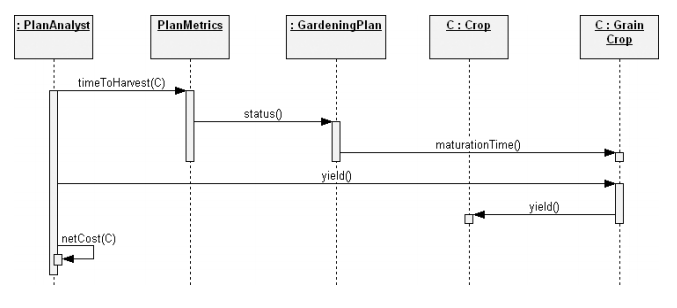 : PlanAnalyst
PlanMetrics
: GardeningPlan
C : Crop
C : Grain
Crop
timeToHarvest(C)
status()
maturationTime()
yield()
yield()
netCost(C)